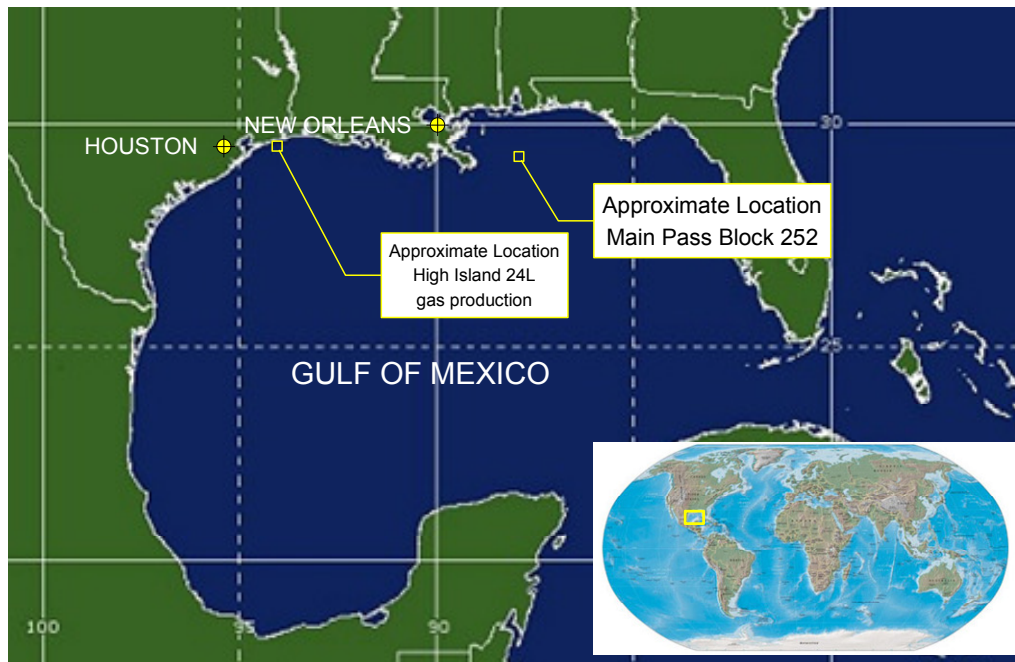 NEW ORLEANS
30
HOUSTON
Approximate Location
Main Pass Block 252
Approximate Location
High Island 24L
gas production
25
GULF OF MEXICO
100
95
90